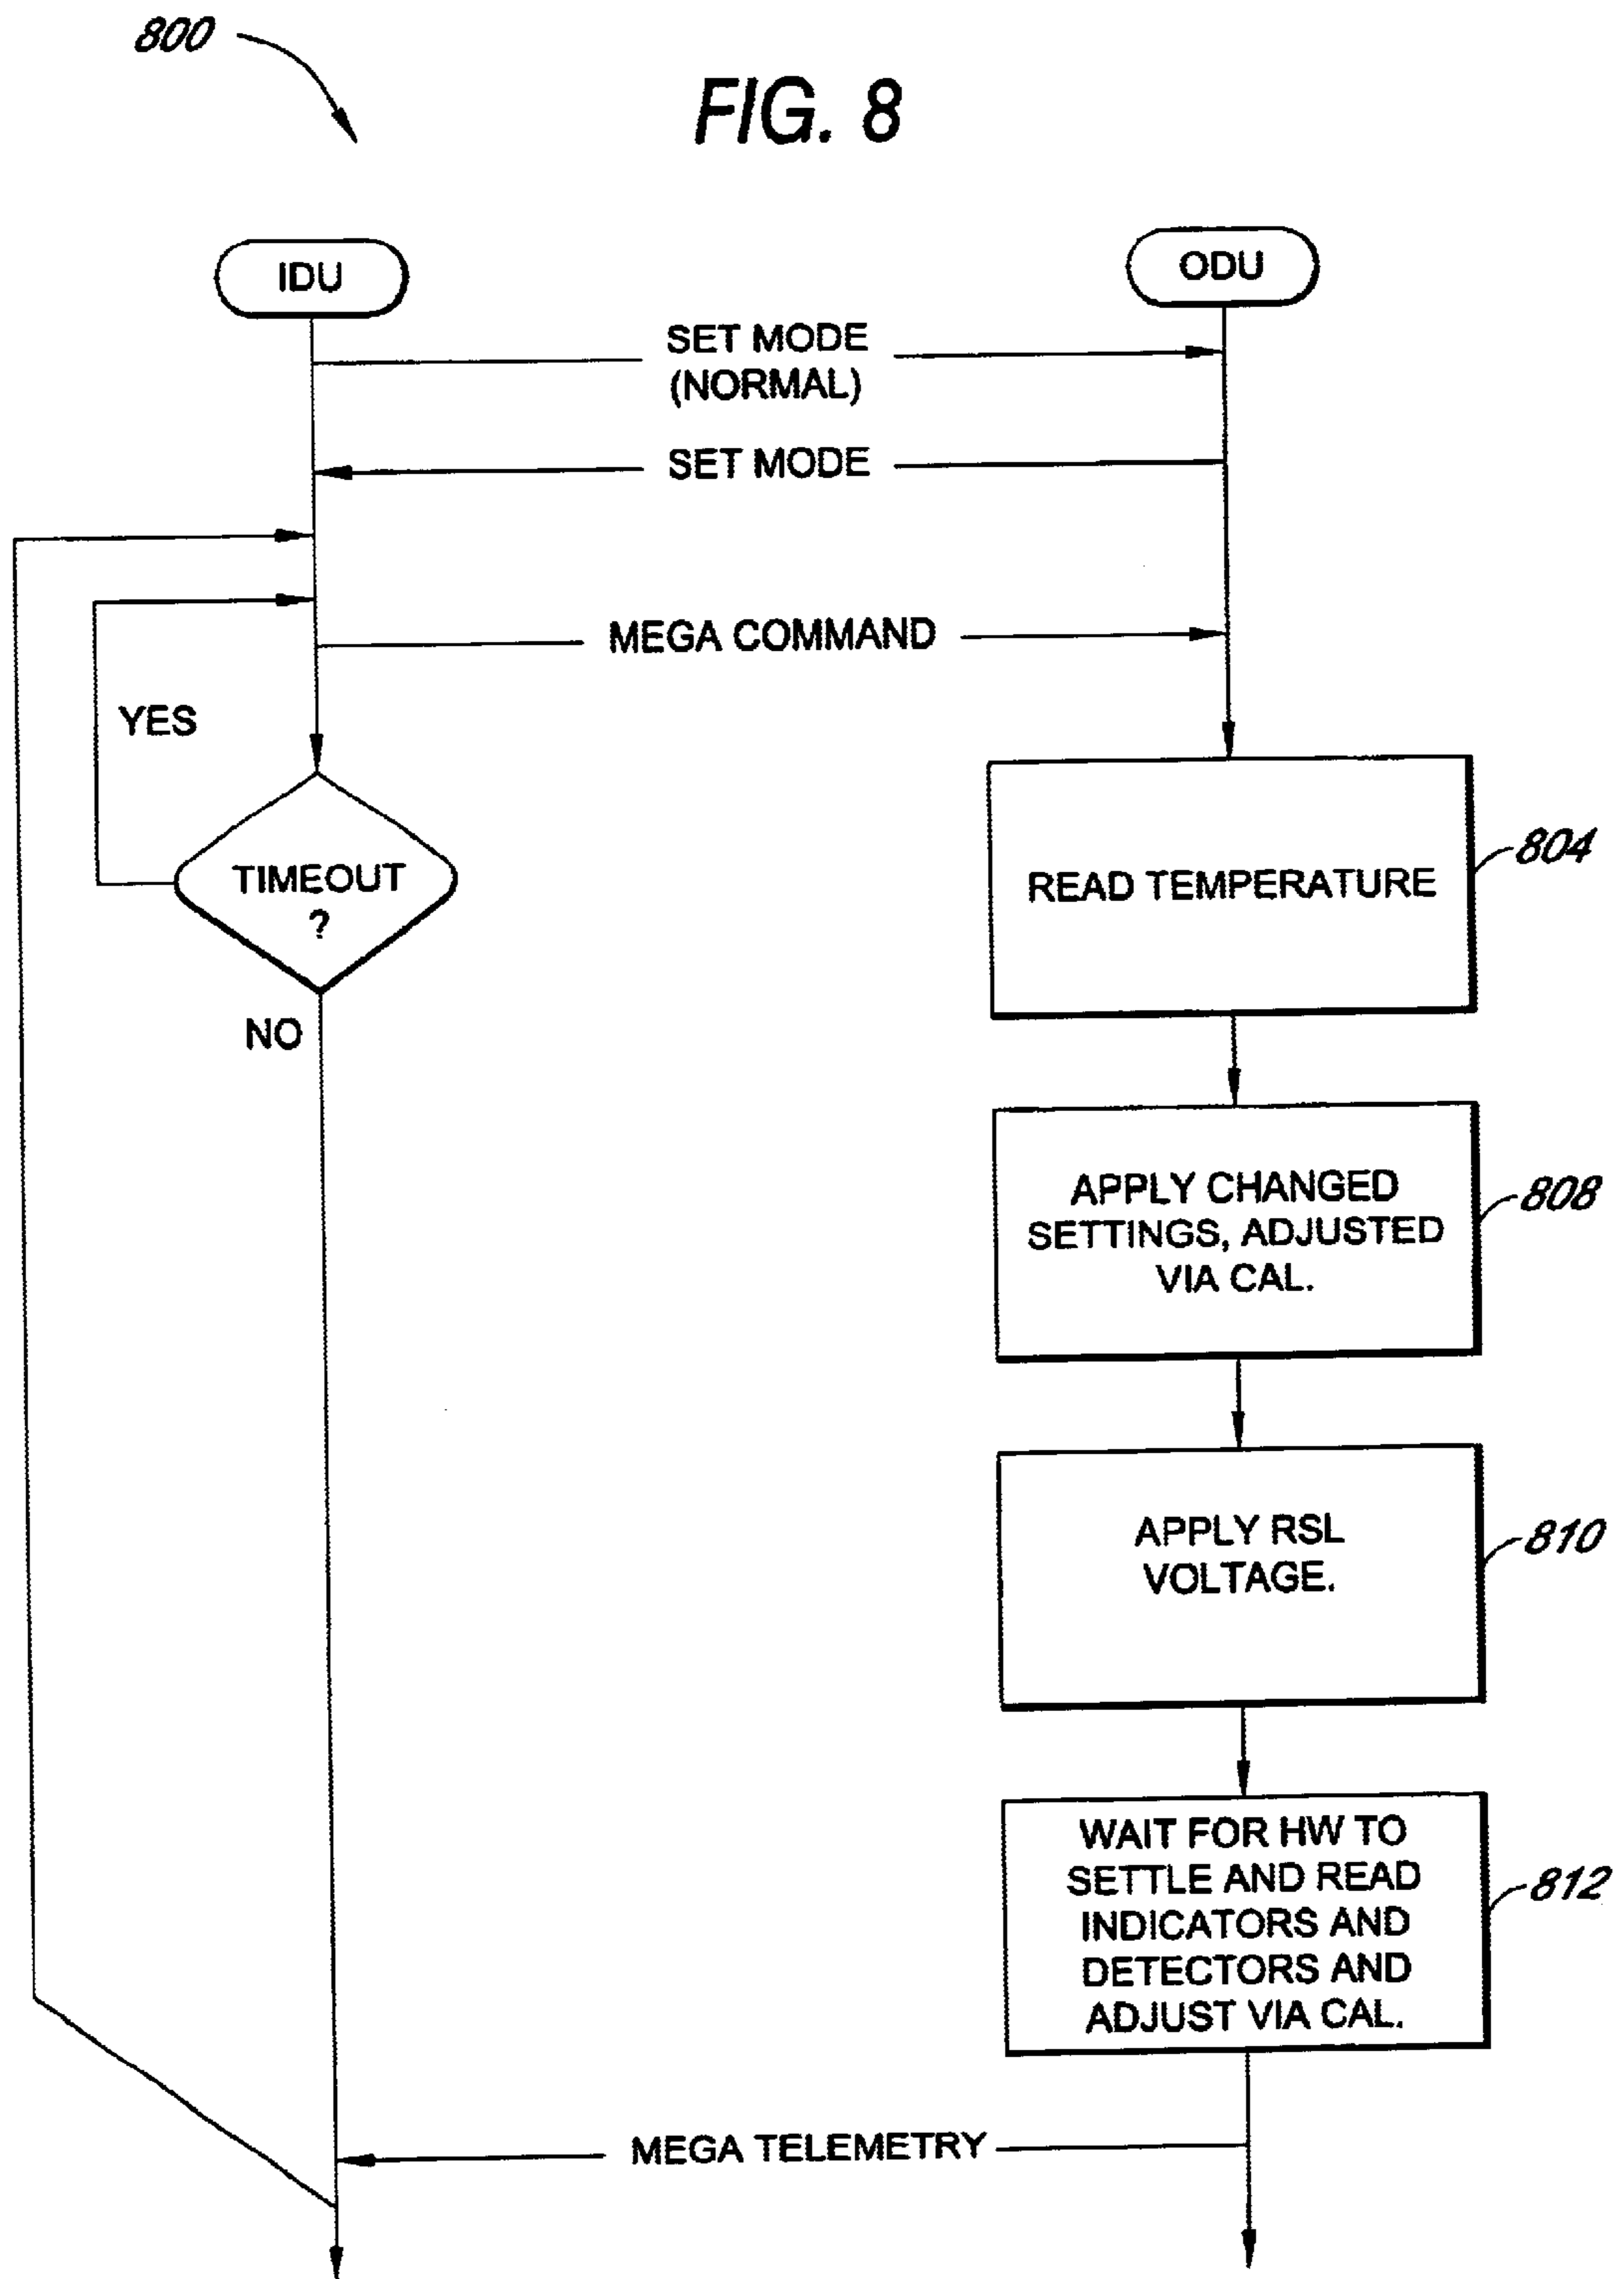 800
FIG. 8
IDU
ODU
SET MODE
(NORMAL)
SET MODE
MEGA COMMAND
YES
TIMEOUT
?
NO
READ TEMPERATURE
804
APPLY CHANGED
SETTINGS, ADJUSTED
VIA CAL.
808
APPLY RSL
VOLTAGE.
810
WAIT FOR HW TO
SETTLE AND READ
INDICATORS AND
DETECTORS AND
ADJUST VIA CAL.
812
MEGA TELEMETRY